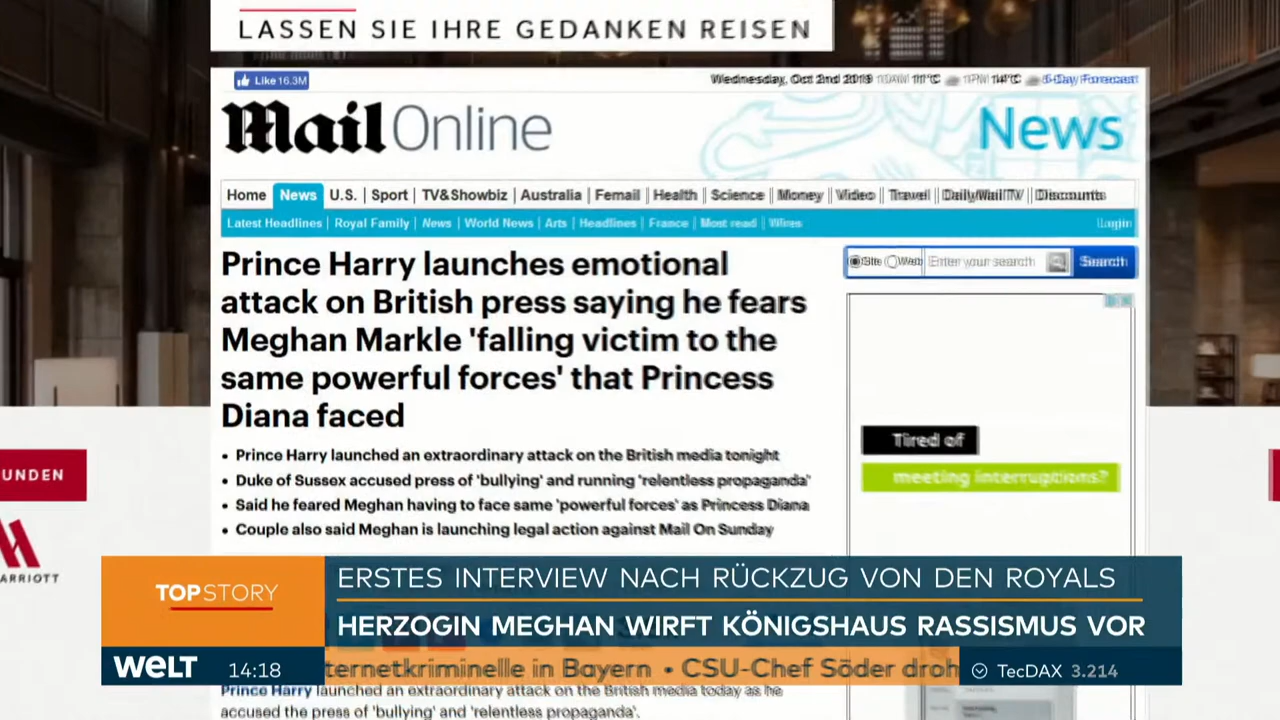 LASSEN SIE IHRE GEDANKEN REISEN
Like 16.3M
Wednesday, Oct 2nd 2019
5-Day Forecast
Mail Online
News
Home News U.S. Sport TV&Showbiz Australia Femail Health Science Money Video Travel DailyMailTV Discounts
Latest Headlines Royal Family News World News Arts Headlines France Most read Wires Login
Prince Harry launches emotional
attack on British press saying he fears
Meghan Markle 'falling victim to the
same powerful forces' that Princess
Diana faced
Site Web Enter your search Search
• Prince Harry launched an extraordinary attack on the British media tonight
• Duke of Sussex accused press of 'bullying' and running 'relentless propaganda'
• Said he feared Meghan having to face same 'powerful forces' as Princess Diana
• Couple also said Meghan is launching legal action against Mail On Sunday
Tired of
meeting interruptions?
UNDEN
ARRIOTT
TOPSTORY
ERSTES INTERVIEW NACH RÜCKZUG VON DEN ROYALS
HERZOGIN MEGHAN WIRFT KÖNIGSHAUS RASSISMUS VOR
WELT 14:18 ternetkriminelle in Bayern • CSU-Chef Söder droh TecDAX 3.214
Prince Harry launched an extraordinary attack on the British media today as he
accused the press of 'bullying' and 'relentless propaganda'.